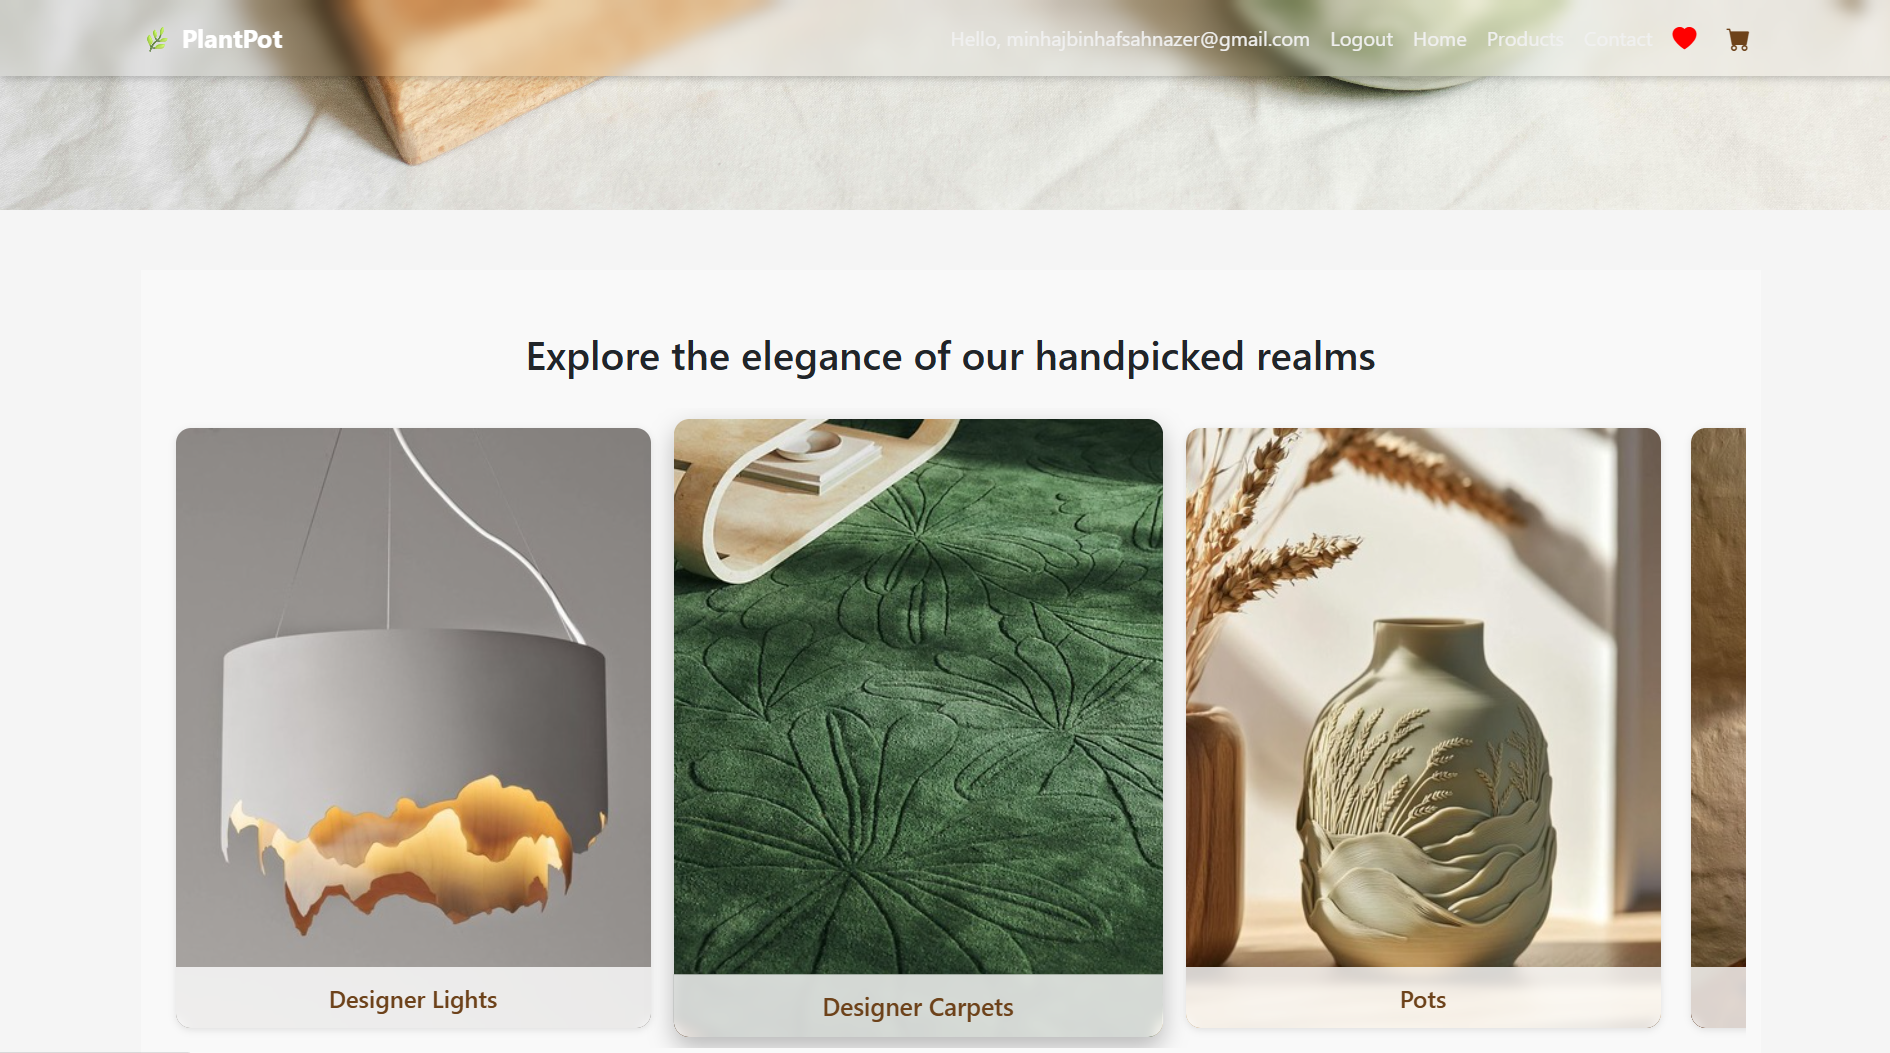 PlantPot
Hello, minhajbinhafsahnazer@gmail.com Logout Home Products Contact
Explore the elegance of our handpicked realms
Designer Lights
Designer Carpets
Pots